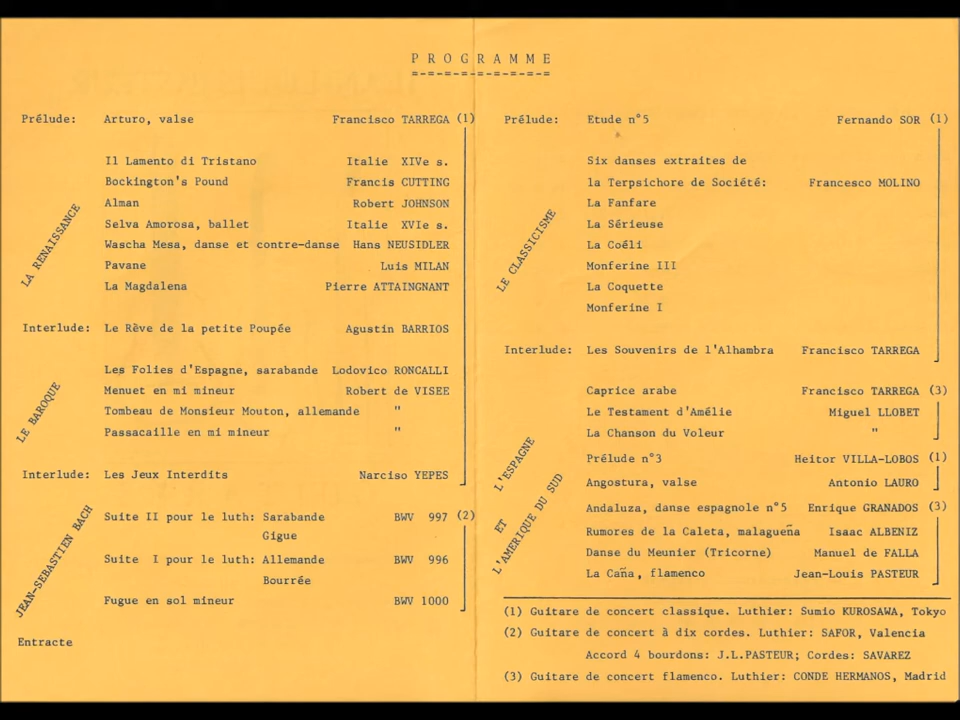 PROGRAMME
=-=-=-=-=-=-=-=-=
Prélude: Arturo, valse Francisco TARREGA (1)
LA RENAISSANCE
Il Lamento di Tristano Italie XIVe s.
Bockington's Pound Francis CUTTING
Alman Robert JOHNSON
Selva Amorosa, ballet Italie XVIe s.
Wascha Mesa, danse et contre-danse Hans NEUSIDLER
Pavane Luis MILAN
La Magdalena Pierre ATTAINGNANT
Interlude: Le Rêve de la petite Poupée Agustin BARRIOS
LE BAROQUE
Les Folies d'Espagne, sarabande Lodovico RONCALLI
Menuet en mi mineur Robert de VISEE
Tombeau de Monsieur Mouton, allemande "
Passacaille en mi mineur "
Interlude: Les Jeux Interdits Narciso YEPES
JEAN-SEBASTIEN BACH
Suite II pour le luth: Sarabande BWV 997 (2)
Gigue
Suite I pour le luth: Allemande BWV 996
Bourrée
Fugue en sol mineur BWV 1000
Entracte
Prélude: Etude n°5 Fernando SOR (1)
LE CLASSICISME
Six danses extraites de
la Terpsichore de Société: Francesco MOLINO
La Fanfare
La Sérieuse
La Coéli
Monferine III
La Coquette
Monferine I
Interlude: Les Souvenirs de l'Alhambra Francisco TARREGA
L'ESPAGNE
ET
L'AMERIQUE DU SUD
Caprice arabe Francisco TARREGA (3)
Le Testament d'Amélie Miguel LLOBET
La Chanson du Voleur "
Prélude n°3 Heitor VILLA-LOBOS (1)
Angostura, valse Antonio LAURO
Andaluza, danse espagnole n°5 Enrique GRANADOS (3)
Rumores de la Caleta, malagueña Isaac ALBENIZ
Danse du Meunier (Tricorne) Manuel de FALLA
La Caña, flamenco Jean-Louis PASTEUR
(1) Guitare de concert classique. Luthier: Sumio KUROSAWA, Tokyo
(2) Guitare de concert à dix cordes. Luthier: SAFOR, Valencia
Accord 4 bourdons: J.L.PASTEUR; Cordes: SAVAREZ
(3) Guitare de concert flamenco. Luthier: CONDE HERMANOS, Madrid